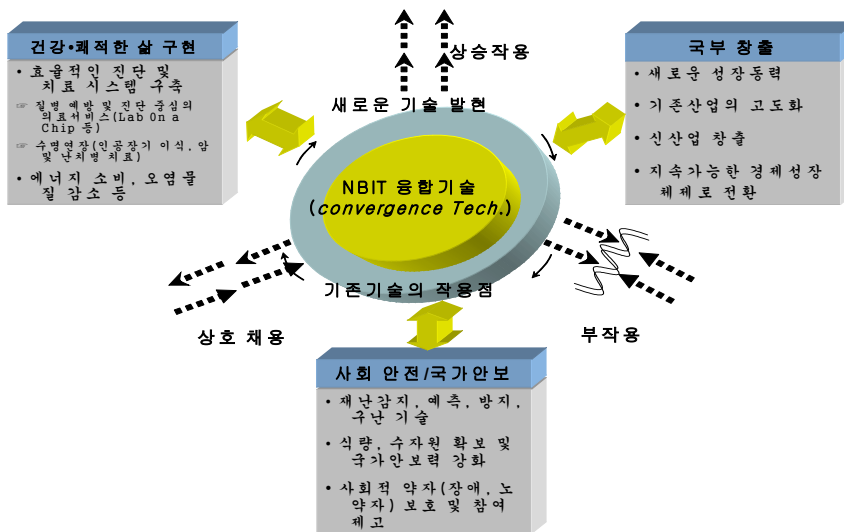 건강•쾌적한 삶 구현
• 효율적인 진단 및
치료 시스템 구축
☞ 질병 예방 및 진단 중심의
의료서비스(Lab On a
Chip 등)
☞ 수명연장(인공장기 이식, 암
및 난치병 치료)
• 에너지 소비, 오염물
질 감소 등
상승작용
새로운 기술 발현
국부 창출
• 새로운 성장동력
• 기존산업의 고도화
• 신산업 창출
• 지속가능한 경제성장
체제로 전환
NBIT 융합기술
(convergence Tech.)
기존기술의 작용점
상호 채용
부작용
사회 안전/국가안보
• 재난감지, 예측, 방지,
구난 기술
• 식량, 수자원 확보 및
국가안보력 강화
• 사회적 약자(장애, 노
약자) 보호 및 참여
제고